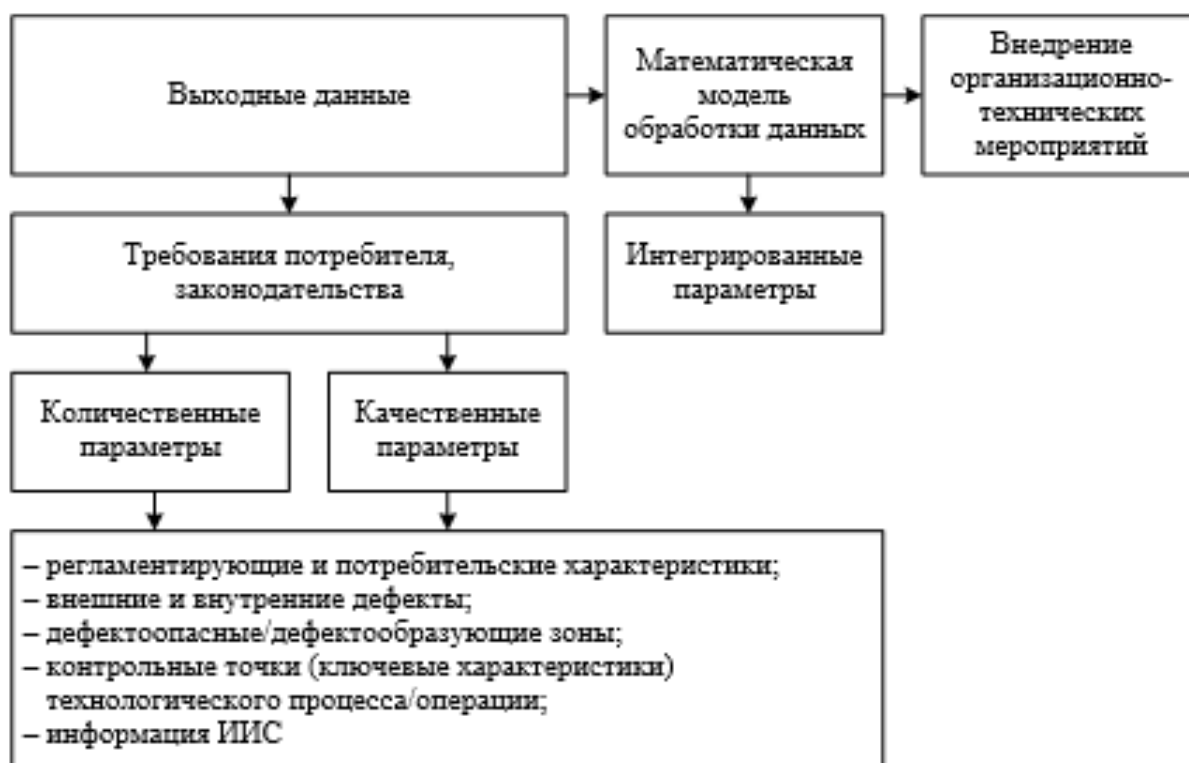 Выходные данные
Математическая
модель
обработки данных
Внедрение
организационно-
технических
мероприятий
Требования потребителя,
законодательства
Интегрированные
параметры
Количественные
параметры
Качественные
параметры
– регламентирующие и потребительские характеристики;
– внешние и внутренние дефекты;
– дефектоопасные/дефектообразующие зоны;
– контрольные точки (ключевые характеристики)
технологического процесса/операции;
– информация ИИС